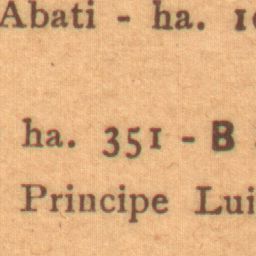 Abati - ha.
ha. 351 - B
Principe Lui